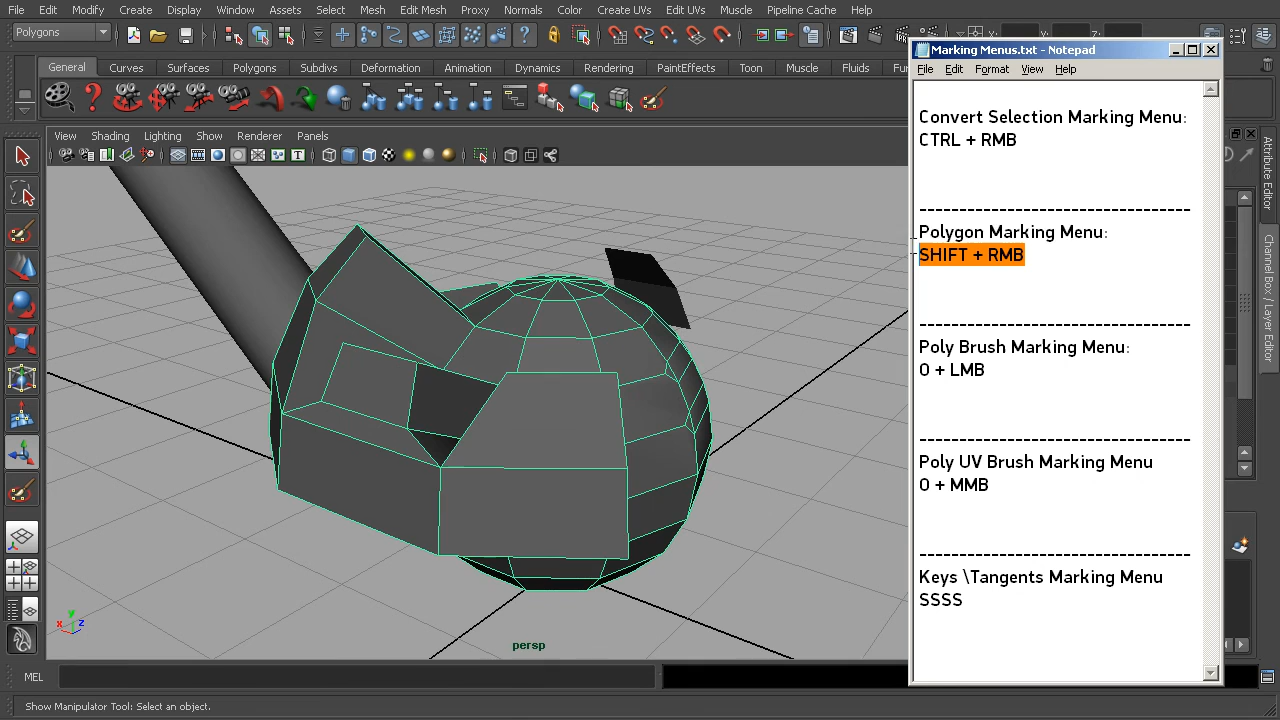 File Edit Modify Create Display Window Assets Select Mesh Edit Mesh Proxy Normals Color Create UVs Edit UVs Muscle Pipeline Cache Help
Polygons
X: Y: Z:
General Curves Surfaces Polygons Subdivs Deformation Animation Dynamics Rendering PaintEffects Toon Muscle Fluids Fu
View Shading Lighting Show Renderer Panels
Marking Menus.txt - Notepad
File Edit Format View Help
Convert Selection Marking Menu:
CTRL + RMB
----------------------------------
Polygon Marking Menu:
SHIFT + RMB
----------------------------------
Poly Brush Marking Menu:
O + LMB
----------------------------------
Poly UV Brush Marking Menu
O + MMB
----------------------------------
Keys \Tangents Marking Menu
SSSS
Attribute Editor
Channel Box / Layer Editor
y
x z
persp
MEL
Show Manipulator Tool: Select an object.